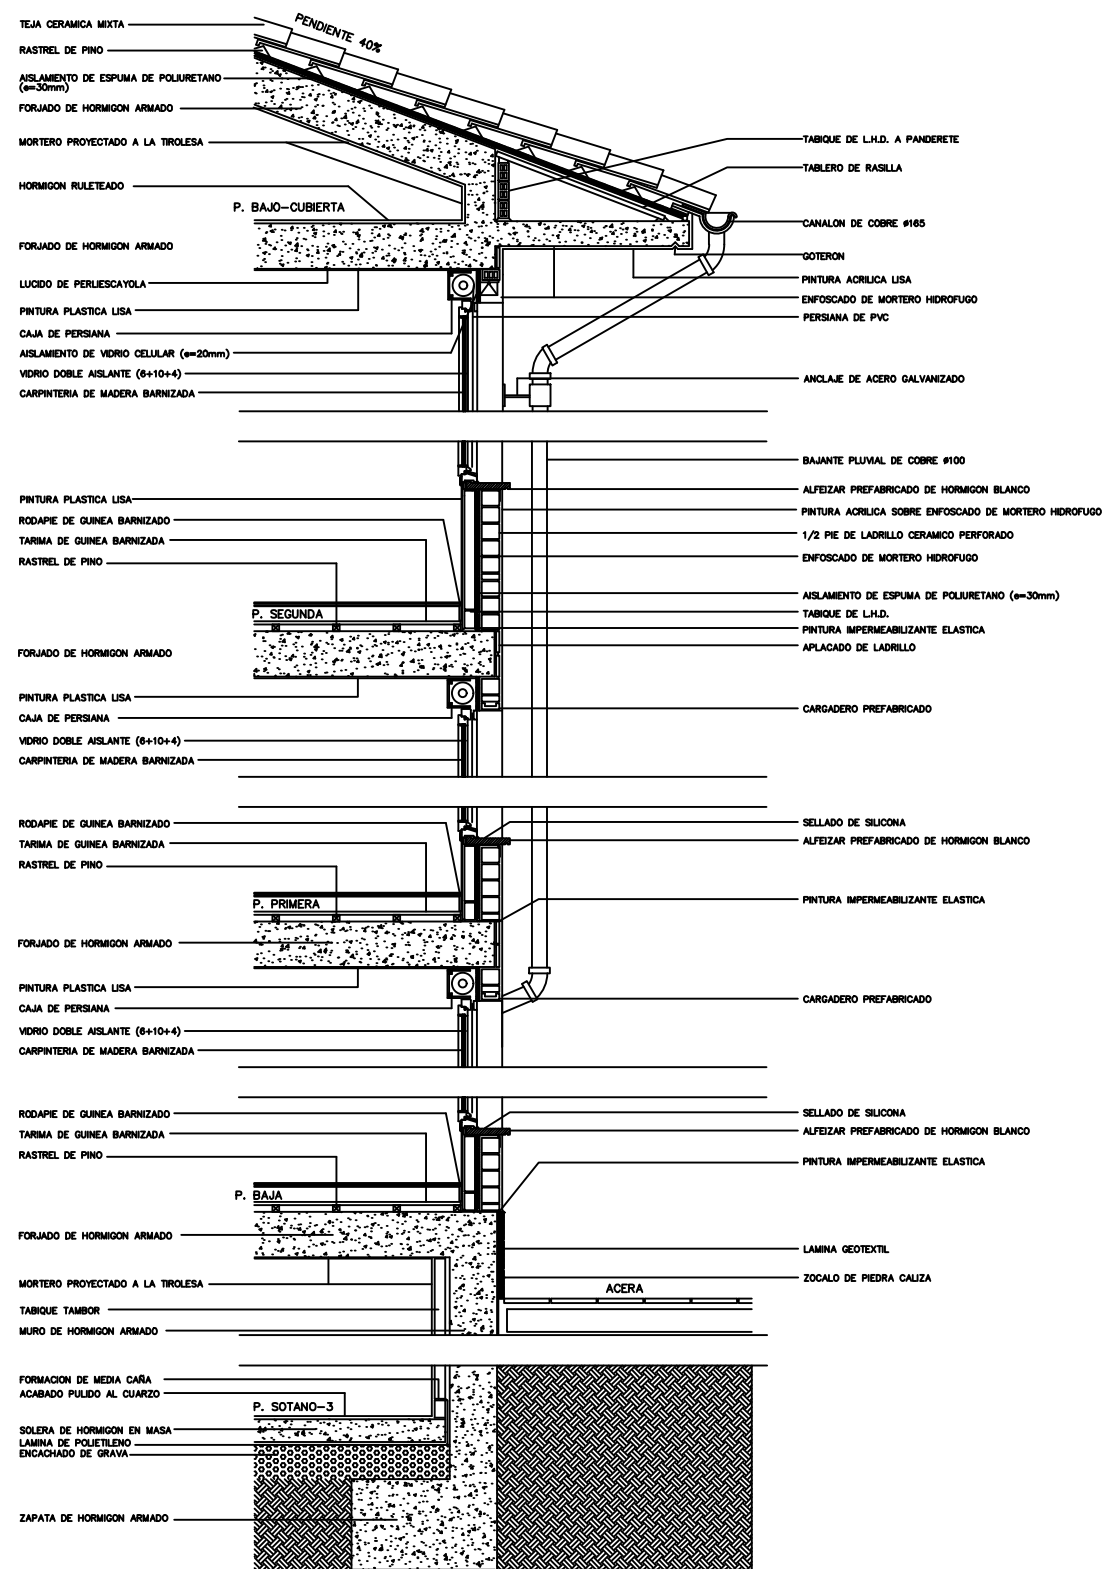 TEJA CERAMICA MIXTA
PENDIENTE 40%
RASTREL DE PINO
AISLAMIENTO DE ESPUMA DE POLIURETANO
(e=30mm)
FORJADO DE HORMIGON ARMADO
MORTERO PROYECTADO A LA TIROLESA
HORMIGON RULETEADO
P. BAJO-CUBIERTA
FORJADO DE HORMIGON ARMADO
LUCIDO DE PERLIESCAYOLA
PINTURA PLASTICA LISA
CAJA DE PERSIANA
AISLAMIENTO DE VIDRIO CELULAR (e=20mm)
VIDRIO DOBLE AISLANTE (6+10+4)
CARPINTERIA DE MADERA BARNIZADA
TABIQUE DE L.H.D. A PANDERETE
TABLERO DE RASILLA
CANALON DE COBRE ø165
GOTERON
PINTURA ACRILICA LISA
ENFOSCADO DE MORTERO HIDROFUGO
PERSIANA DE PVC
ANCLAJE DE ACERO GALVANIZADO
BAJANTE PLUVIAL DE COBRE ø100
PINTURA PLASTICA LISA
RODAPIE DE GUINEA BARNIZADO
TARIMA DE GUINEA BARNIZADA
RASTREL DE PINO
P. SEGUNDA
FORJADO DE HORMIGON ARMADO
PINTURA PLASTICA LISA
CAJA DE PERSIANA
VIDRIO DOBLE AISLANTE (6+10+4)
CARPINTERIA DE MADERA BARNIZADA
ALFEIZAR PREFABRICADO DE HORMIGON BLANCO
PINTURA ACRILICA SOBRE ENFOSCADO DE MORTERO HIDROFUGO
1/2 PIE DE LADRILLO CERAMICO PERFORADO
ENFOSCADO DE MORTERO HIDROFUGO
AISLAMIENTO DE ESPUMA DE POLIURETANO (e=30mm)
TABIQUE DE L.H.D.
PINTURA IMPERMEABILIZANTE ELASTICA
APLACADO DE LADRILLO
CARGADERO PREFABRICADO
RODAPIE DE GUINEA BARNIZADO
TARIMA DE GUINEA BARNIZADA
RASTREL DE PINO
P. PRIMERA
FORJADO DE HORMIGON ARMADO
PINTURA PLASTICA LISA
CAJA DE PERSIANA
VIDRIO DOBLE AISLANTE (6+10+4)
CARPINTERIA DE MADERA BARNIZADA
SELLADO DE SILICONA
ALFEIZAR PREFABRICADO DE HORMIGON BLANCO
PINTURA IMPERMEABILIZANTE ELASTICA
CARGADERO PREFABRICADO
RODAPIE DE GUINEA BARNIZADO
TARIMA DE GUINEA BARNIZADA
RASTREL DE PINO
P. BAJA
FORJADO DE HORMIGON ARMADO
MORTERO PROYECTADO A LA TIROLESA
TABIQUE TAMBOR
MURO DE HORMIGON ARMADO
SELLADO DE SILICONA
ALFEIZAR PREFABRICADO DE HORMIGON BLANCO
PINTURA IMPERMEABILIZANTE ELASTICA
LAMINA GEOTEXTIL
ZOCALO DE PIEDRA CALIZA
ACERA
FORMACION DE MEDIA CAÑA
ACABADO PULIDO AL CUARZO
P. SOTANO-3
SOLERA DE HORMIGON EN MASA
LAMINA DE POLIETILENO
ENCACHADO DE GRAVA
ZAPATA DE HORMIGON ARMADO